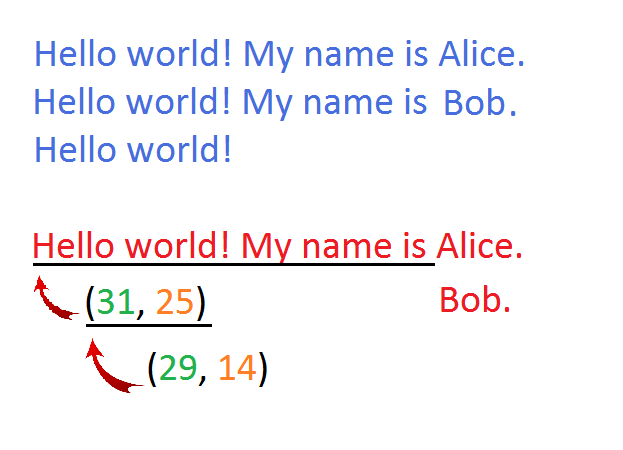 Hello world! My name is Alice.
Hello world! My name is Bob.
Hello world!
Hello world! My name is Alice.
(31, 25) Bob.
(29, 14)